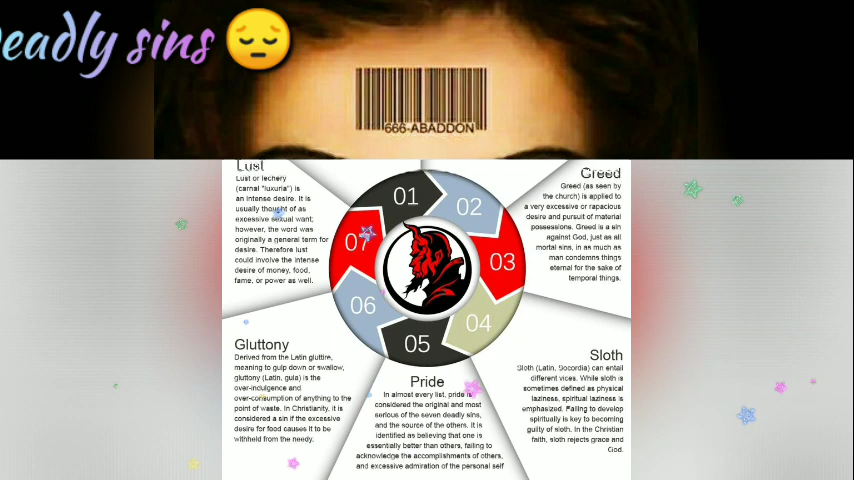 Deadly sins 😔
666-ABADDON
Lust
Lust or lechery
(carnal "luxuria") is
an intense desire. It is
usually thought of as
excessive sexual want;
however, the word was
originally a general term for
desire. Therefore lust
could involve the intense
desire of money, food,
fame, or power as well.
01
02
03
04
05
06
07
Greed
Greed (as seen by
the church) is applied to
a very excessive or rapacious
desire and pursuit of material
possessions. Greed is a sin
against God, just as all
mortal sins, in as much as
man condemns things
eternal for the sake of
temporal things.
Gluttony
Derived from the Latin gluttire,
meaning to gulp down or swallow,
gluttony (Latin, gula) is the
over-indulgence and
over-consumption of anything to the
point of waste. In Christianity, it is
considered a sin if the excessive
desire for food causes it to be
withheld from the needy.
Pride
In almost every list, pride is
considered the original and most
serious of the seven deadly sins,
and the source of the others. It is
identified as believing that one is
essentially better than others, failing to
acknowledge the accomplishments of others,
and excessive admiration of the personal self
Sloth
Sloth (Latin, Socordia) can entail
different vices. While sloth is
sometimes defined as physical
laziness, spiritual laziness is
emphasized. Failing to develop
spiritually is key to becoming
guilty of sloth. In the Christian
faith, sloth rejects grace and
God.